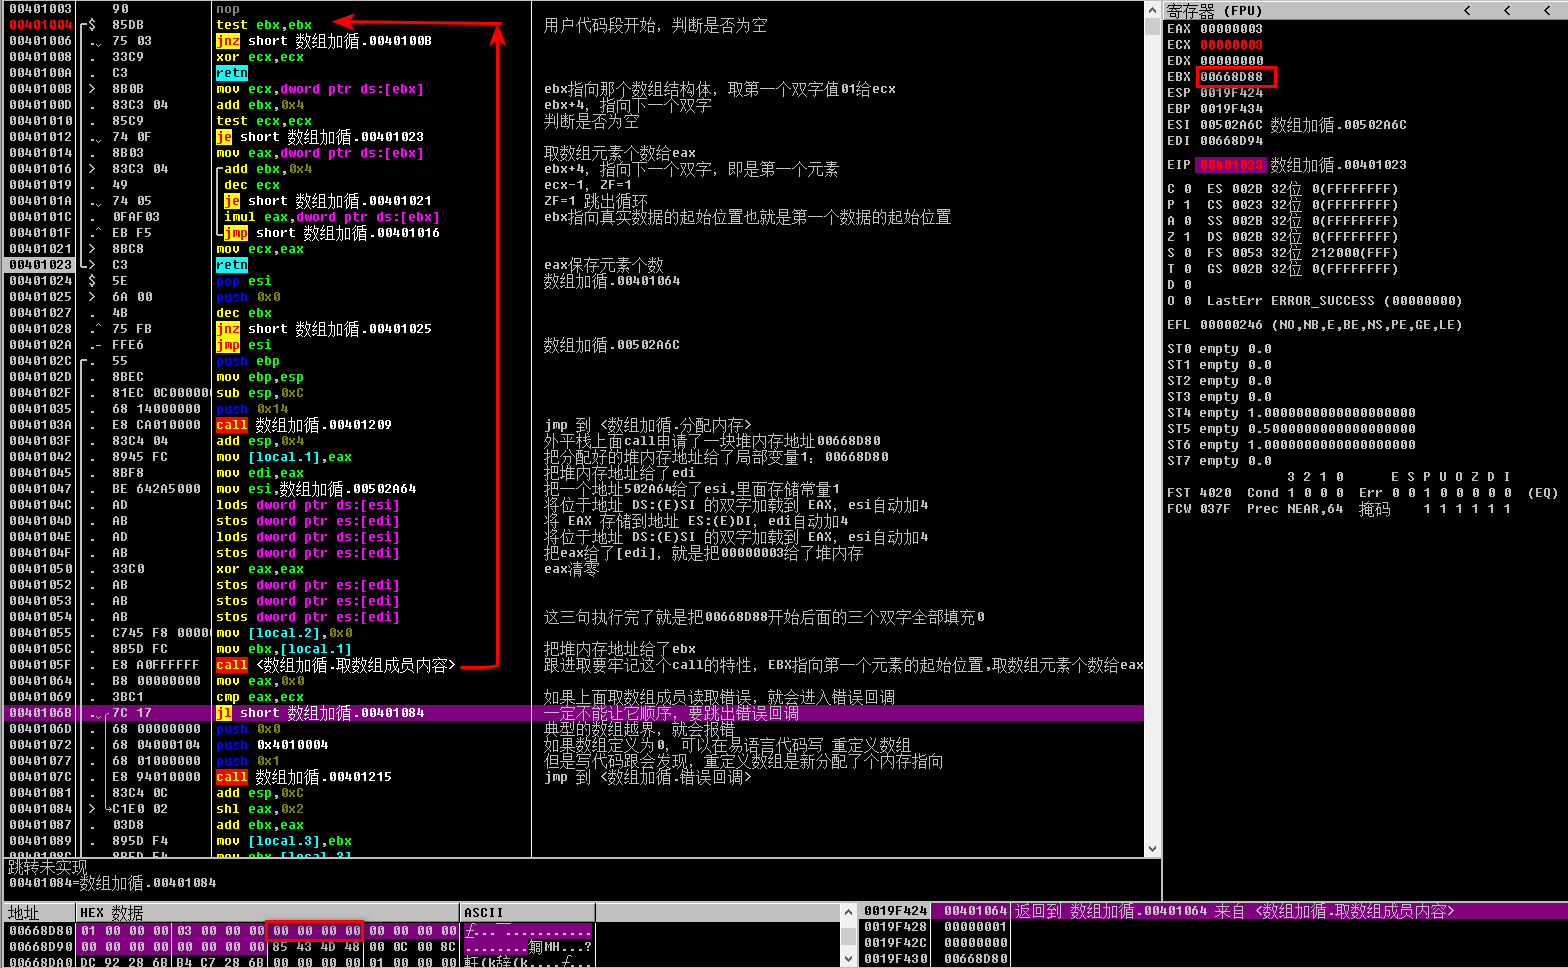 00401003 . 90 nop
00401004 $ 85DB test ebx,ebx 用户代码段开始，判断是否为空
00401006 . 75 03 jnz short 数组加循.0040100B
00401008 . 33C9 xor ecx,ecx
0040100A . C3 retn
0040100B > 8B0B mov ecx,dword ptr ds:[ebx] ebx指向那个数组结构体，取第一个双字值01给ecx
0040100D . 83C3 04 add ebx,0x4 ebx+4，指向下一个双字
00401010 . 85C9 test ecx,ecx 判断是否为空
00401012 . 74 0F je short 数组加循.00401023
00401014 . 8B03 mov eax,dword ptr ds:[ebx] 取数组元素个数给eax
00401016 > 83C3 04 add ebx,0x4 ebx+4，指向下一个双字，即是第一个元素
00401019 . 49 dec ecx ecx-1，ZF=1
0040101A . 74 05 je short 数组加循.00401021 ZF=1 跳出循环
0040101C . 0FAF03 imul eax,dword ptr ds:[ebx] ebx指向真实数据的起始位置也就是第一个数据的起始位置
0040101F .^ EB F5 jmp short 数组加循.00401016
00401021 > 8BC8 mov ecx,eax
00401023 > C3 retn eax保存元素个数
00401024 $ 5E pop esi 数组加循.00401064
00401025 > 6A 00 push 0x0
00401027 . 4B dec ebx
00401028 .^ 75 FB jnz short 数组加循.00401025
0040102A .- FFE6 jmp esi 数组加循.00502A6C
0040102C . 55 push ebp
0040102D . 8BEC mov ebp,esp
0040102F . 81EC 0C000000 sub esp,0xC
00401035 . 68 14000000 push 0x14
0040103A . E8 CA010000 call 数组加循.00401209 jmp 到 <数组加循.分配内存>
0040103F . 83C4 04 add esp,0x4 外平栈上面call申请了一块堆内存地址00668D80
00401042 . 8945 FC mov [local.1],eax 把分配好的堆内存地址给了局部变量1：00668D80
00401045 . 8BF8 mov edi,eax 把堆内存地址给了edi
00401047 . BE 642A5000 mov esi,数组加循.00502A64 把一个地址502A64给了esi,里面存储常量1
0040104C . AD lods dword ptr ds:[esi] 将位于地址 DS:(E)SI 的双字加载到 EAX，esi自动加4
0040104D . AB stos dword ptr es:[edi] 将 EAX 存储到地址 ES:(E)DI，edi自动加4
0040104E . AD lods dword ptr ds:[esi] 将位于地址 DS:(E)SI 的双字加载到 EAX，esi自动加4
0040104F . AB stos dword ptr es:[edi] 把eax给了[edi]，就是把00000003给了堆内存
00401050 . 33C0 xor eax,eax eax清零
00401052 . AB stos dword ptr es:[edi]
00401053 . AB stos dword ptr es:[edi]
00401054 . AB stos dword ptr es:[edi] 这三句执行完了就是把00668D88开始后面的三个双字全部填充0
00401055 . C745 F8 00000 mov [local.2],0x0
0040105C . 8B5D FC mov ebx,[local.1] 把堆内存地址给了ebx
0040105F . E8 A0FFFFFF call <数组加循.取数组成员内容> 跟进取要牢记这个call的特性，EBX指向第一个元素的起始位置,取数组元素个数给eax
00401064 . B8 00000000 mov eax,0x0
00401069 . 3BC1 cmp eax,ecx 如果上面取数组成员读取错误，就会进入错误回调
0040106B . 7C 17 jl short 数组加循.00401084 一定不能让它顺序，要跳出错误回调
0040106D . 68 00000000 push 0x0 典型的数组越界，就会报错
00401072 . 68 04000104 push 0x4010004 如果数组定义为0，可以在易语言代码写 重定义数组
00401077 . 68 01000000 push 0x1 但是写代码跟会发现，重定义数组是新分配了个内存指向
0040107C . E8 94010000 call 数组加循.00401215 jmp 到 <数组加循.错误回调>
00401081 . 83C4 0C add esp,0xC
00401084 > C1E0 02 shl eax,0x2
00401087 . 03D8 add ebx,eax
00401089 . 895D F4 mov [local.3],ebx
0040108C . 8B5D F4 mov ebx,[local.3]
跳转未实现
00401084=数组加循.00401084
寄存器 (FPU) < < <
EAX 00000003
ECX 00000003
EDX 00000000
EBX 00668D88
ESP 0019F424
EBP 0019F434
ESI 00502A6C 数组加循.00502A6C
EDI 00668D94
EIP 00401023 数组加循.00401023
C 0 ES 002B 32位 0(FFFFFFFF)
P 1 CS 0023 32位 0(FFFFFFFF)
A 0 SS 002B 32位 0(FFFFFFFF)
Z 1 DS 002B 32位 0(FFFFFFFF)
S 0 FS 0053 32位 212000(FFF)
T 0 GS 002B 32位 0(FFFFFFFF)
D 0
O 0 LastErr ERROR_SUCCESS (00000000)
EFL 00000246 (NO,NB,E,BE,NS,PE,GE,LE)
ST0 empty 0.0
ST1 empty 0.0
ST2 empty 0.0
ST3 empty 0.0
ST4 empty 1.0000000000000000000
ST5 empty 0.5000000000000000000
ST6 empty 1.0000000000000000000
ST7 empty 0.0
3 2 1 0 E S P U O Z D I
FST 4020 Cond 1 0 0 0 Err 0 0 1 0 0 0 0 0 (EQ)
FCW 037F Prec NEAR,64 掩码 1 1 1 1 1 1
地址 HEX 数据 ASCII
00668D80 01 00 00 00 03 00 00 00 00 00 00 00 00 00 00 00
00668D90 00 00 00 00 00 00 00 00 85 43 4D 48 00 0C 00 8C
00668DA0 DC 92 28 6B B4 C7 28 6B 00 00 00 00 01 00 00 00
0019F424 00401064 返回到 数组加循.00401064 来自 <数组加循.取数组成员内容>
0019F428 00000001
0019F42C 00000000
0019F430 00668D80